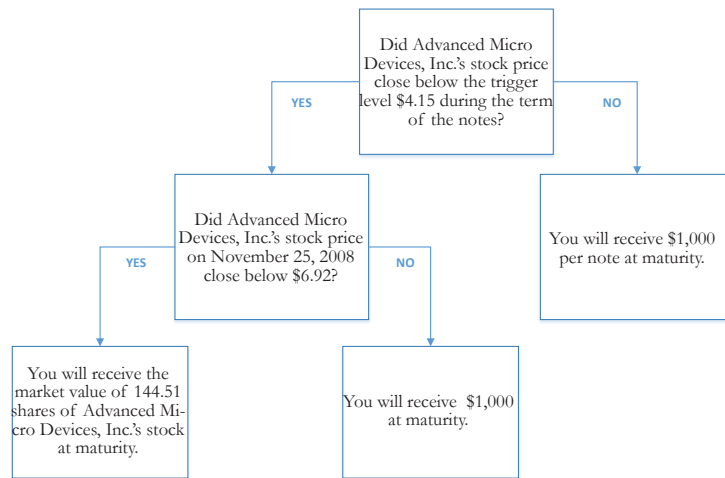 Did Advanced Micro
Devices, Inc.'s stock price
close below the trigger
level $4.15 during the term
of the notes?
YES
NO
Did Advanced Micro
Devices, Inc.'s stock price
on November 25, 2008
close below $6.92?
You will receive $1,000
per note at maturity.
YES
NO
You will receive the
market value of 144.51
shares of Advanced Mi-
cro Devices, Inc.'s stock
at maturity.
You will receive $1,000
at maturity.